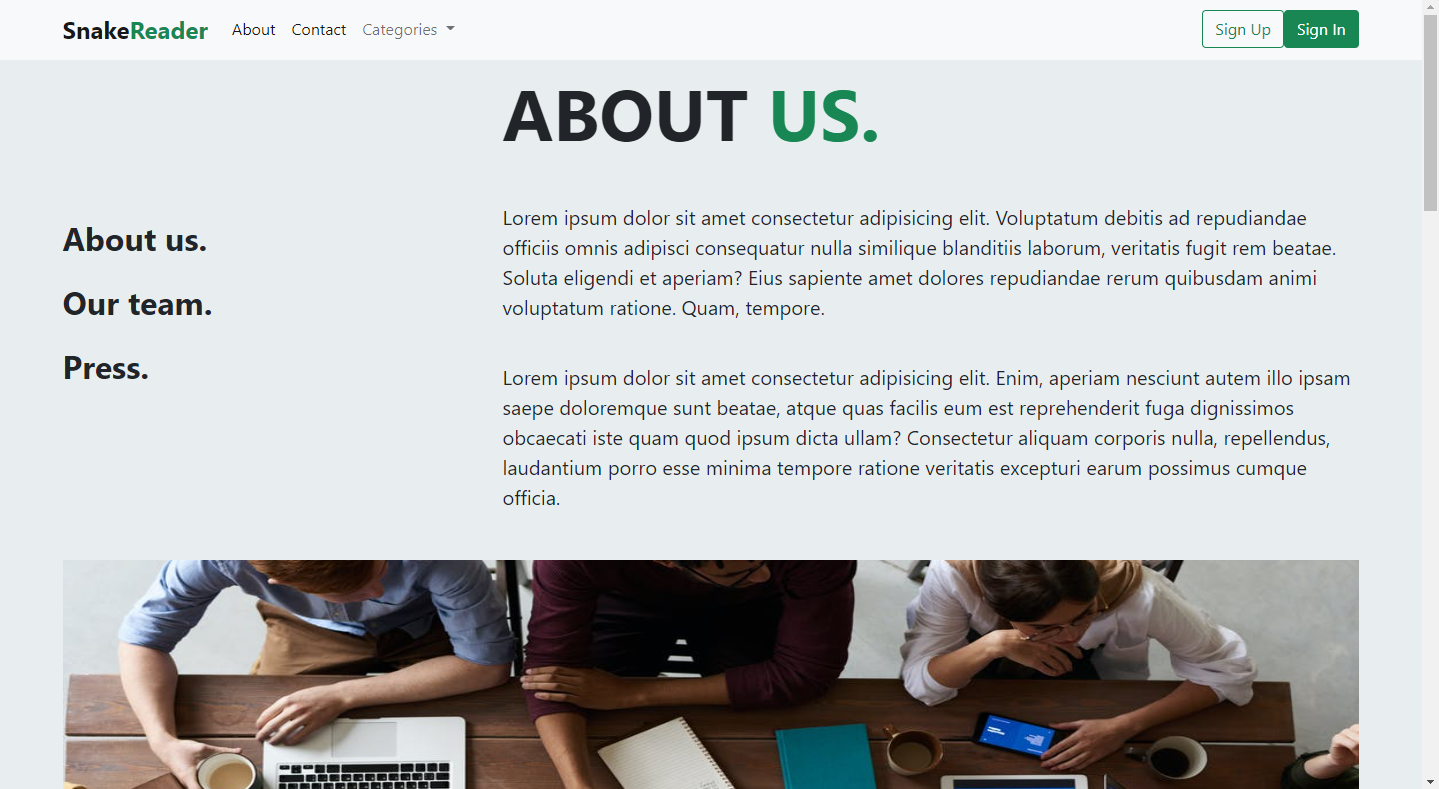 SnakeReader About Contact Categories Sign Up Sign In
ABOUT US.
About us.
Our team.
Press.
Lorem ipsum dolor sit amet consectetur adipisicing elit. Voluptatum debitis ad repudiandae
officiis omnis adipisci consequatur nulla similique blanditiis laborum, veritatis fugit rem beatae.
Soluta eligendi et aperiam? Eius sapiente amet dolores repudiandae rerum quibusdam animi
voluptatum ratione. Quam, tempore.
Lorem ipsum dolor sit amet consectetur adipisicing elit. Enim, aperiam nesciunt autem illo ipsam
saepe doloremque sunt beatae, atque quas facilis eum est reprehenderit fuga dignissimos
obcaecati iste quam quod ipsum dicta ullam? Consectetur aliquam corporis nulla, repellendus,
laudantium porro esse minima tempore ratione veritatis excepturi earum possimus cumque
officia.